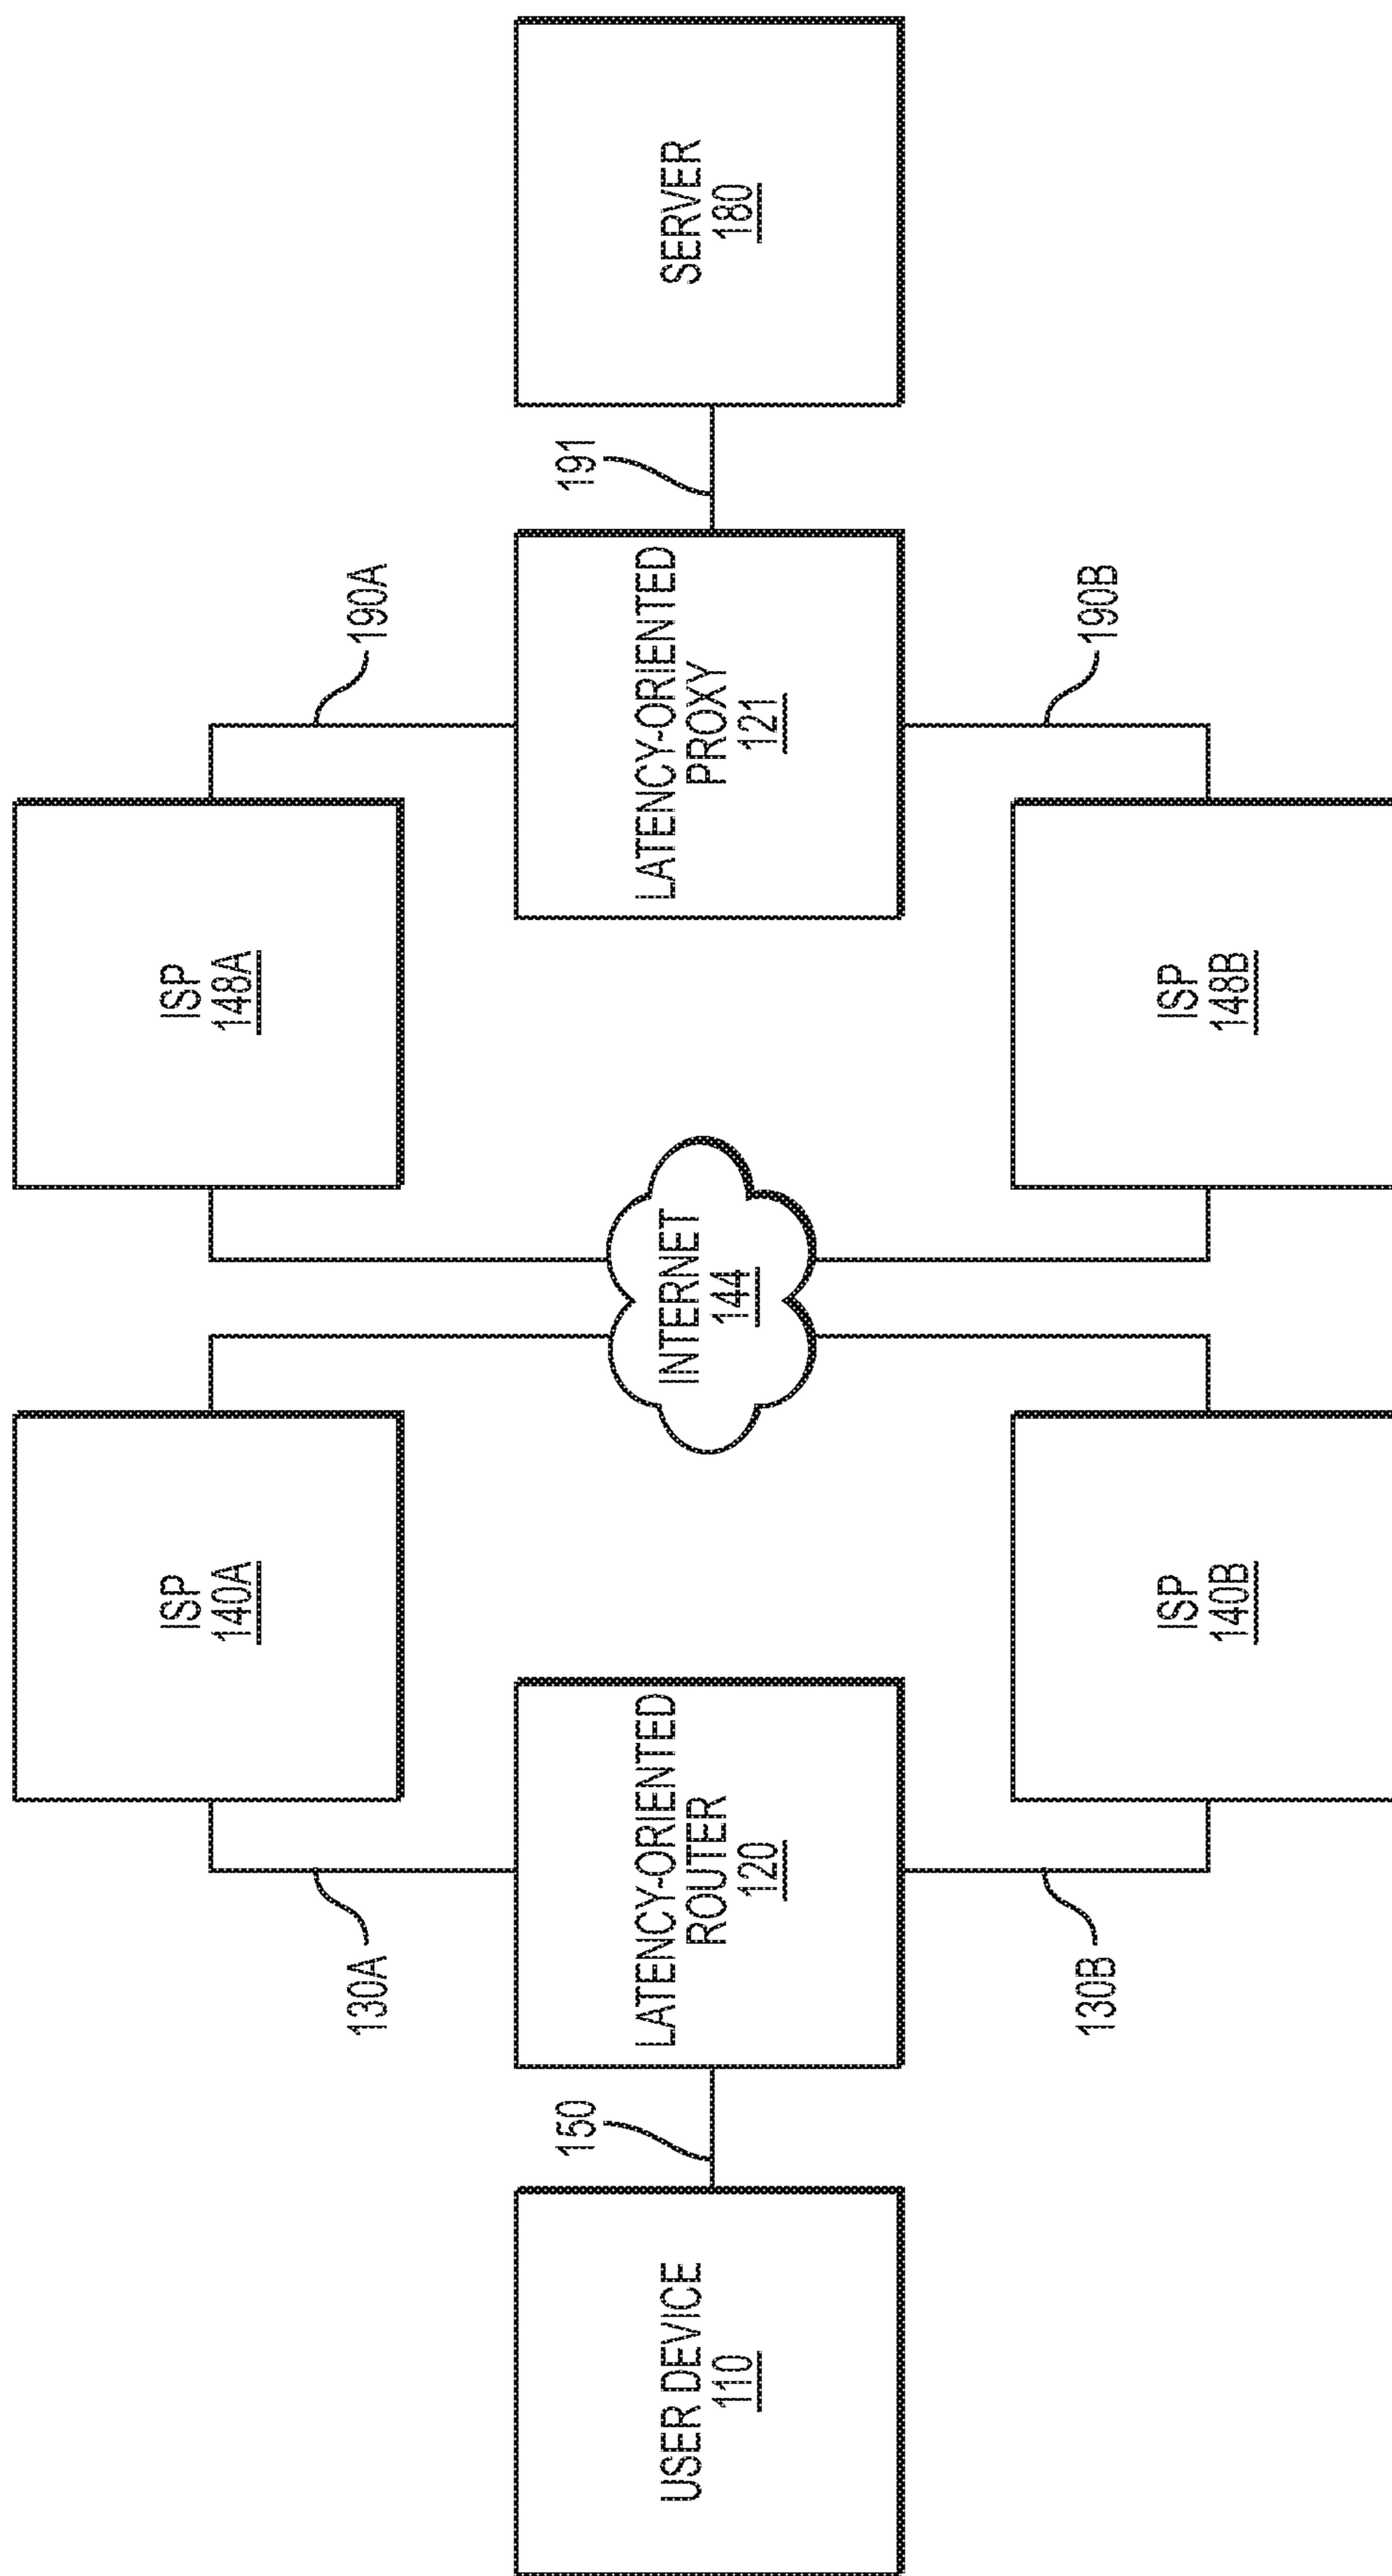 ISP
140A
ISP
148A
130A
190A
150
191
USER DEVICE
110
LATENCY-ORIENTED
ROUTER
120
INTERNET
144
LATENCY-ORIENTED
PROXY
121
SERVER
180
130B
190B
ISP
140B
ISP
148B